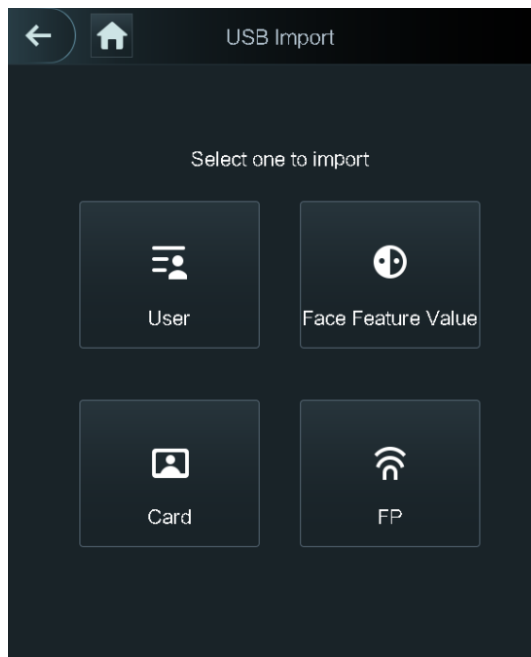 USB Import
Select one to import
User
Face Feature Value
Card
FP